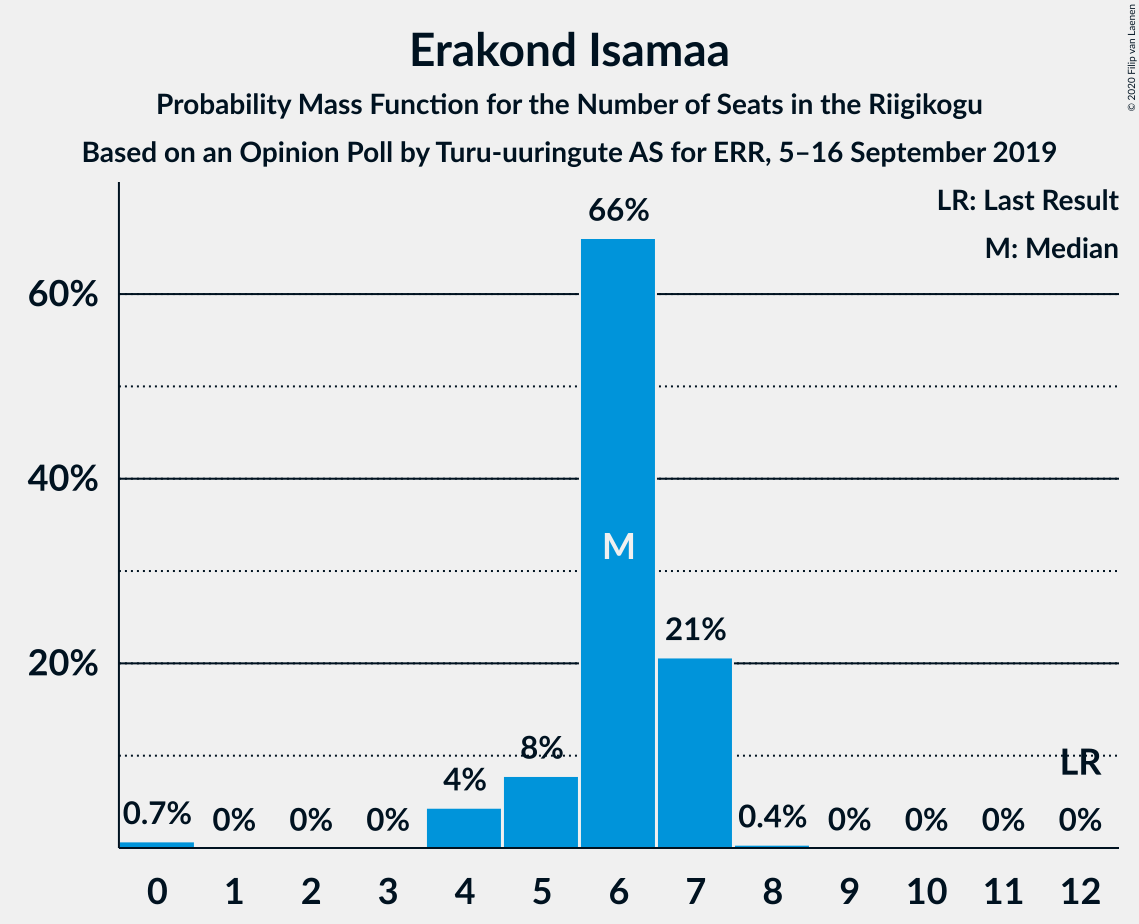 Erakond Isamaa
Probability Mass Function for the Number of Seats in the Riigikogu
Based on an Opinion Poll by Turu-uuringute AS for ERR, 5–16 September 2019
© 2020 Filip van Laenen
LR: Last Result
M: Median
66%
60%
40%
M
21%
20%
8%
LR
4%
0.7%
0%
0%
0%
0.4%
0%
0%
0%
0%
0 1 2 3 4 5 6 7 8 9 10 11 12